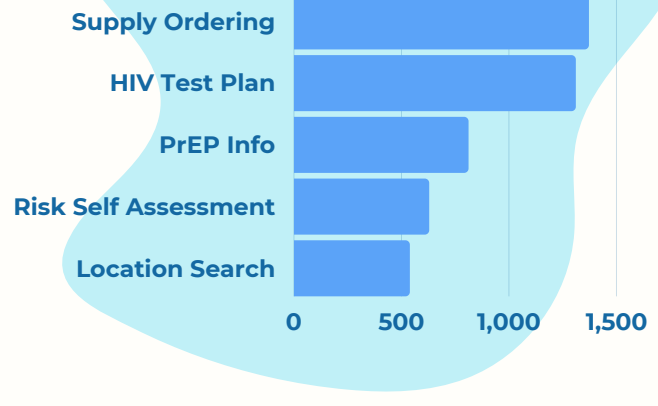 Supply Ordering
HIV Test Plan
PrEP Info
Risk Self Assessment
Location Search
0 500 1,000 1,500